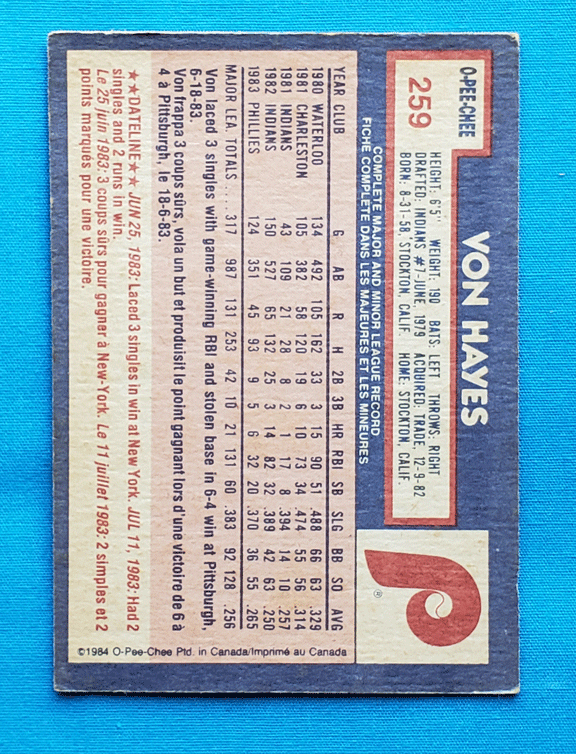 O-PEE-CHEE
259
VON HAYES
HEIGHT: 6'5" WEIGHT: 190 BATS: LEFT THROWS: RIGHT
DRAFTED: INDIANS #7-JUNE, 1979 ACQUIRED: TRADE, 12-9-82
BORN: 8-31-58, STOCKTON, CALIF. HOME: STOCKTON, CALIF.
COMPLETE MAJOR AND MINOR LEAGUE RECORD
FICHE COMPLETE DANS LES MAJEURES ET LES MINEURES
YEAR CLUB G AB R H 2B 3B HR RBI SB SLG BB SO AVG
1980 WATERLOO 134 492 105 162 33 3 15 90 51 .488 66 63 .329
1981 CHARLESTON 105 382 58 120 19 6 10 73 34 .474 55 56 .314
1981 INDIANS 43 109 21 28 8 2 1 17 8 .394 14 10 .257
1982 INDIANS 150 527 65 132 25 3 14 82 32 .389 42 63 .250
1983 PHILLIES 124 351 45 93 9 5 6 32 20 .370 36 55 .265
MAJOR LEA. TOTALS .... 317 987 131 253 42 10 21 131 60 .383 92 128 .256
Von laced 3 singles with game-winning RBI and stolen base in 6-4 win at Pittsburgh,
6-18-83.
Von frappa 3 coups sûrs, vola un but et produisit le point gagnant lors d'une victoire de 6 à
4 à Pittsburgh, le 18-6-83.
★★DATELINE★★ JUN 25, 1983: Laced 3 singles in win at New York. JUL 11, 1983: Had 2
singles and 2 runs in win.
Le 25 juin 1983: 3 coups sûrs pour gagner à New-York. Le 11 juillet 1983: 2 simples et 2
points marqués pour une victoire.
®
©1984 O-Pee-Chee Ptd. in Canada/Imprimé au Canada